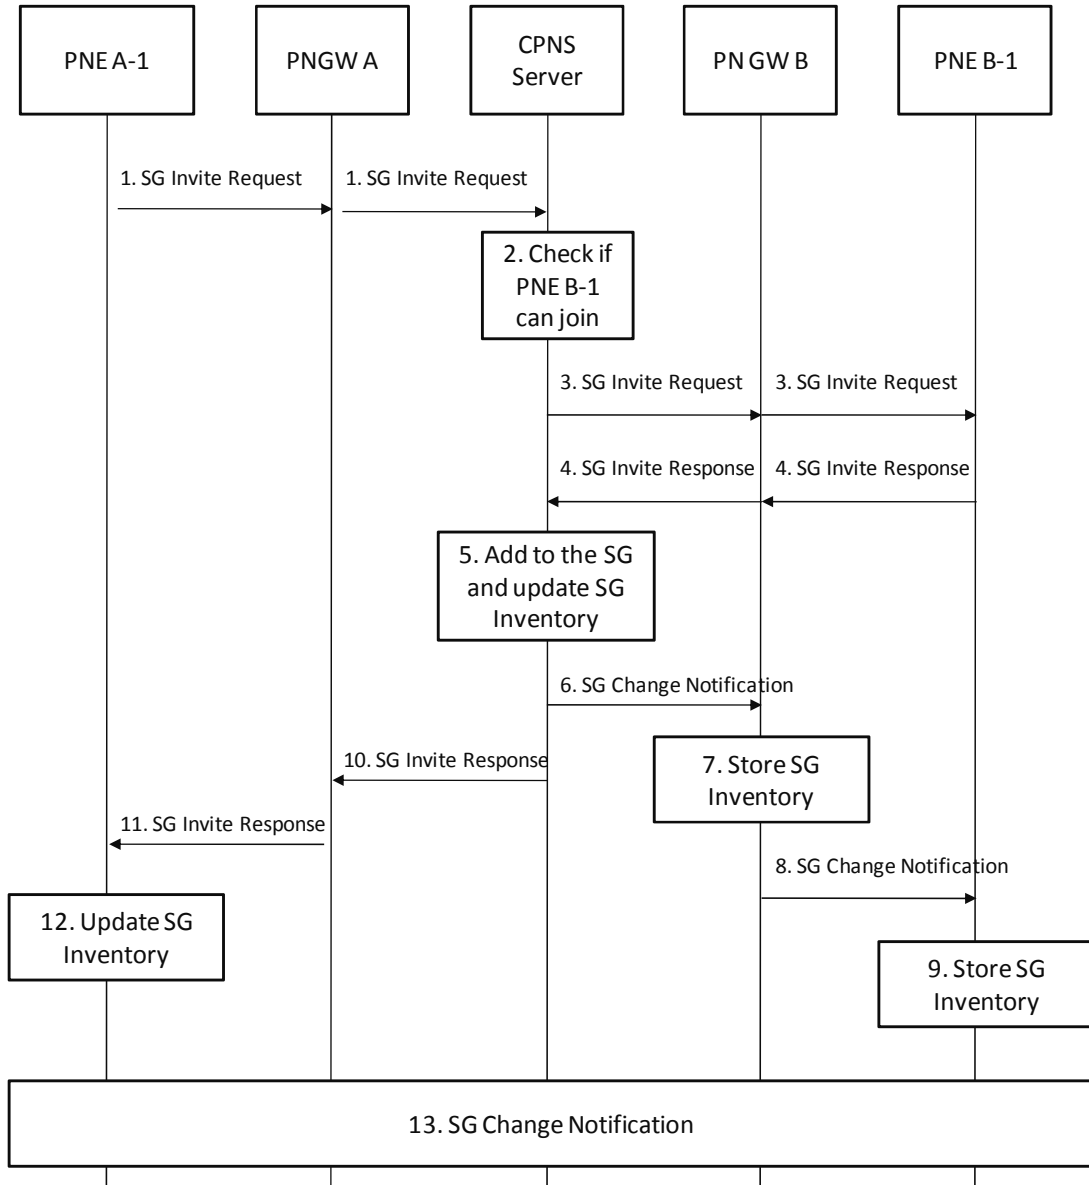 PNE A-1
PNGW A
CPNS
Server
PN GW B
PNE B-1
1. SG Invite Request
1. SG Invite Request
2. Check if
PNE B-1
can join
3. SG Invite Request
3. SG Invite Request
4. SG Invite Response
4. SG Invite Response
5. Add to the SG
and update SG
Inventory
6. SG Change Notification
10. SG Invite Response
7. Store SG
Inventory
11. SG Invite Response
8. SG Change Notification
12. Update SG
Inventory
9. Store SG
Inventory
13. SG Change Notification